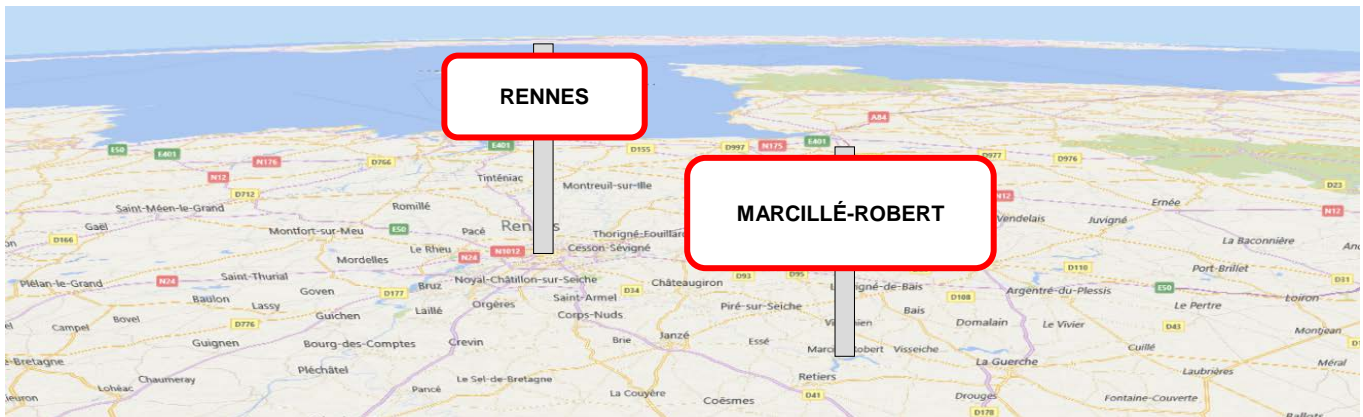 RENNES
MARCILLÉ-ROBERT
A84
E50
E401
N176
D766
E401
D155
D997
N175
E401
D977
D976
N12
D712
Tinténiac
Montreuil-sur-Ille
D23
Saint-Méen-le-Grand
Romillé
N12
Ernée
N12
Gaël
Montfort-sur-Meu
E50
Pacé
Thorigné-Fouillard
Vendelais
Juvigné
D166
Le Rheu
N24
N1012
Cesson-Sévigné
La Baconnière
Mordelles
D110
Port-Brillet
Plélan-le-Grand
N24
Saint-Thurial
Goven
D177
Bruz
Noyal-Châtillon-sur-Seiche
D34
Châteaugiron
D93
D95
Argentré-du-Plessis
E50
Loiron
D31
Baulon
Lassy
Laillé
Orgères
Saint-Armel
Piré-sur-Seiche
D108
Bais
Le Pertre
Campel
Bovel
D776
Guichen
Corps-Nuds
Domalain
Le Vivier
D43
Montjean
Guignen
Bourg-des-Comptes
Crevin
Brie
Janzé
Essé
Visseiche
Cuillé
Pléchâtel
La Guerche
Méral
Lohéac
Chaumeray
Pancé
Le Sel-de-Bretagne
La Couyère
Coësmes
Retiers
D41
Drouges
D178
Fontaine-Couverte
Laubrières
Ballots